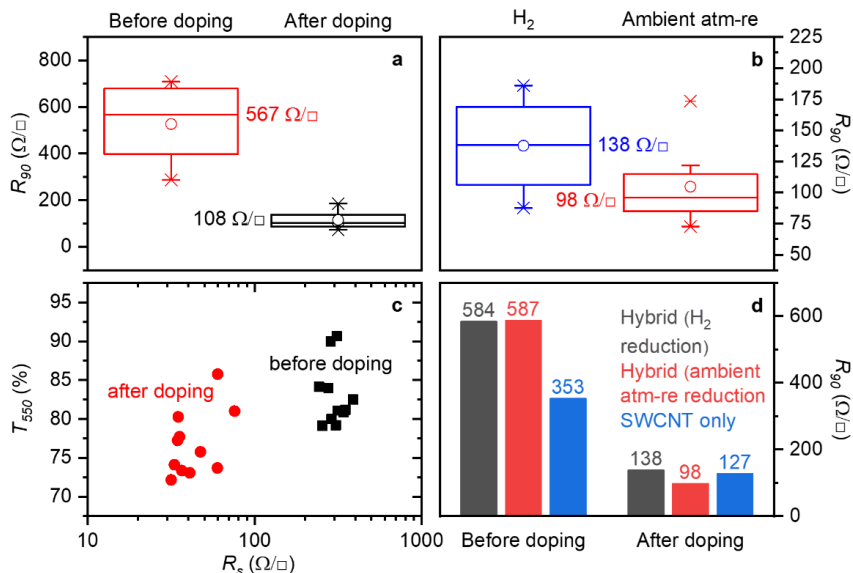 Before doping After doping
H2 Ambient atm-re
a
800
600
400
200
0
R90 (Ω/□)
567 Ω/□
108 Ω/□
b
225
200
175
150
125
100
75
50
R90 (Ω/□)
138 Ω/□
98 Ω/□
c
95
90
85
80
75
70
T550 (%)
after doping
before doping
10 100 1000
Rs (Ω/□)
d
584 587 353
138 98 127
Hybrid (H2
reduction)
Hybrid (ambient
atm-re reduction
SWCNT only
600
400
200
0
R90 (Ω/□)
Before doping After doping